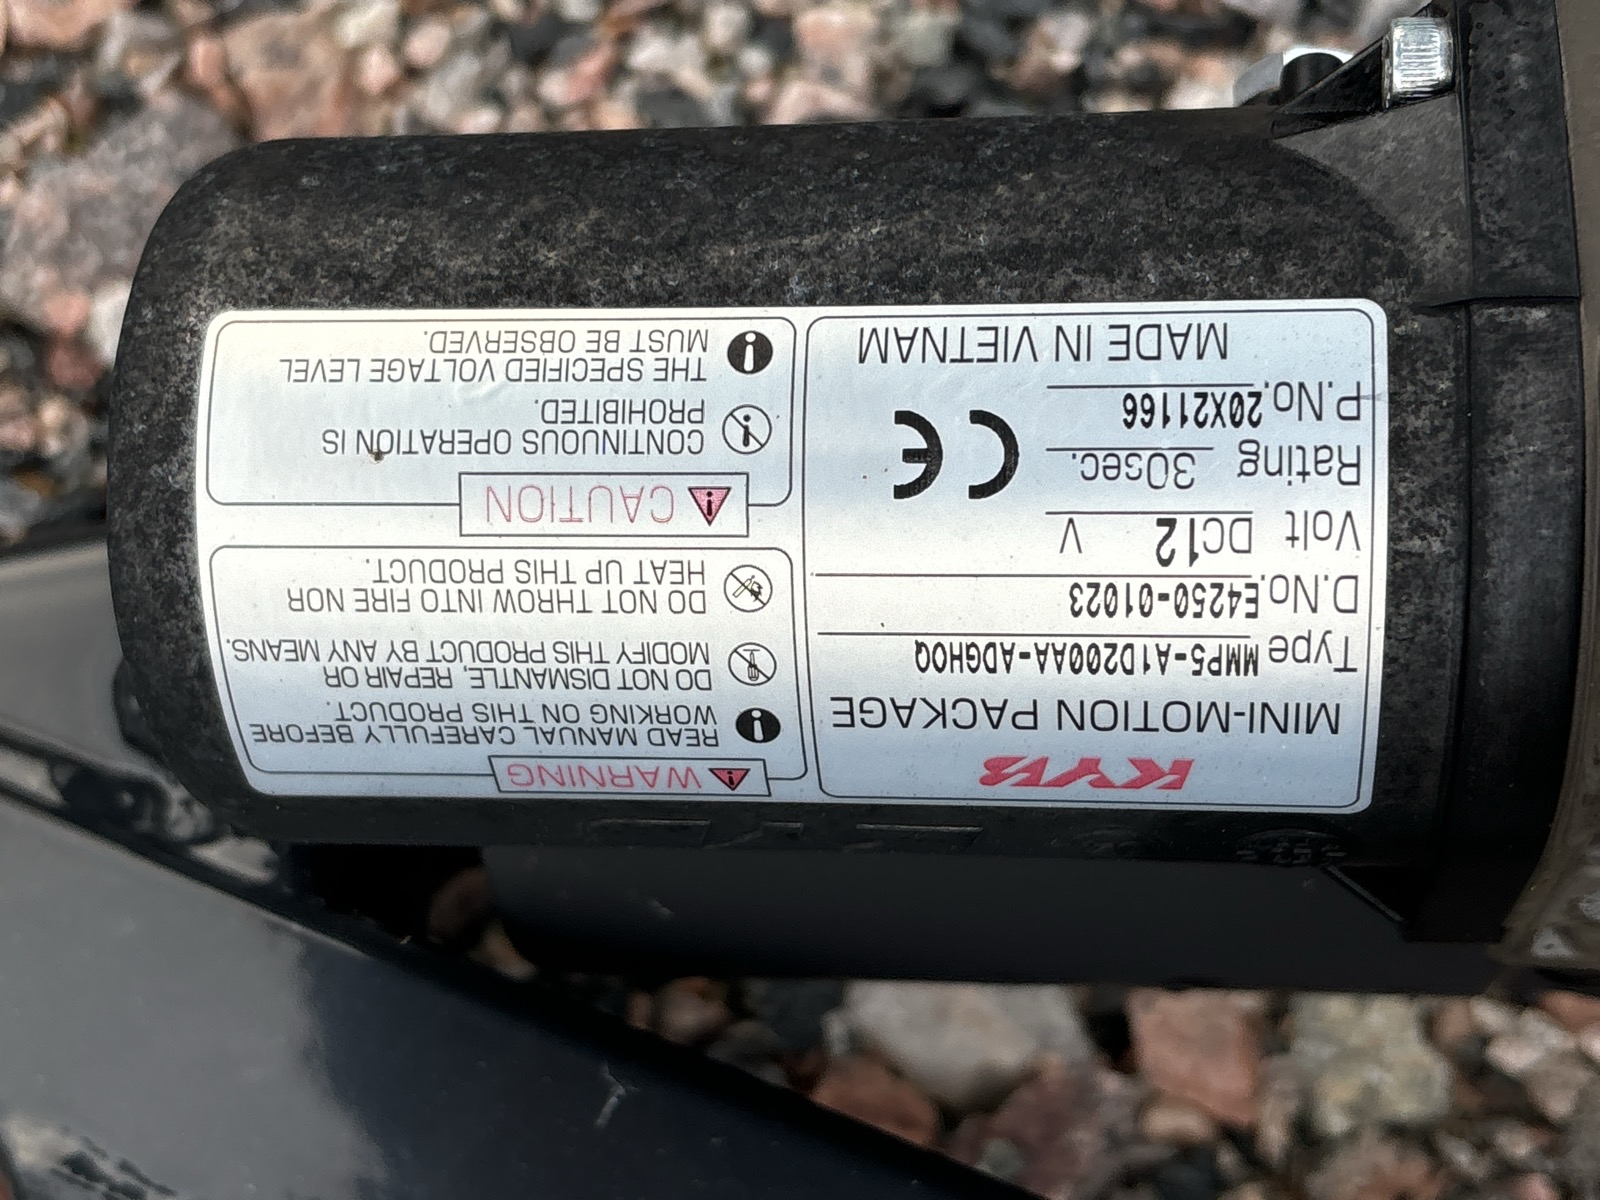 KYB
MINI-MOTION PACKAGE
Type MMP5-A1D200AA-ADGHOQ
D.No. E4250-01023
Volt DC12 V
Rating 30sec.
P.No. 20X21166
MADE IN VIETNAM
CE
WARNING
READ MANUAL CAREFULLY BEFORE
WORKING ON THIS PRODUCT.
DO NOT DISMANTLE, REPAIR OR
MODIFY THIS PRODUCT BY ANY MEANS.
DO NOT THROW INTO FIRE NOR
HEAT UP THIS PRODUCT.
CAUTION
CONTINUOUS OPERATION IS
PROHIBITED.
THE SPECIFIED VOLTAGE LEVEL
MUST BE OBSERVED.